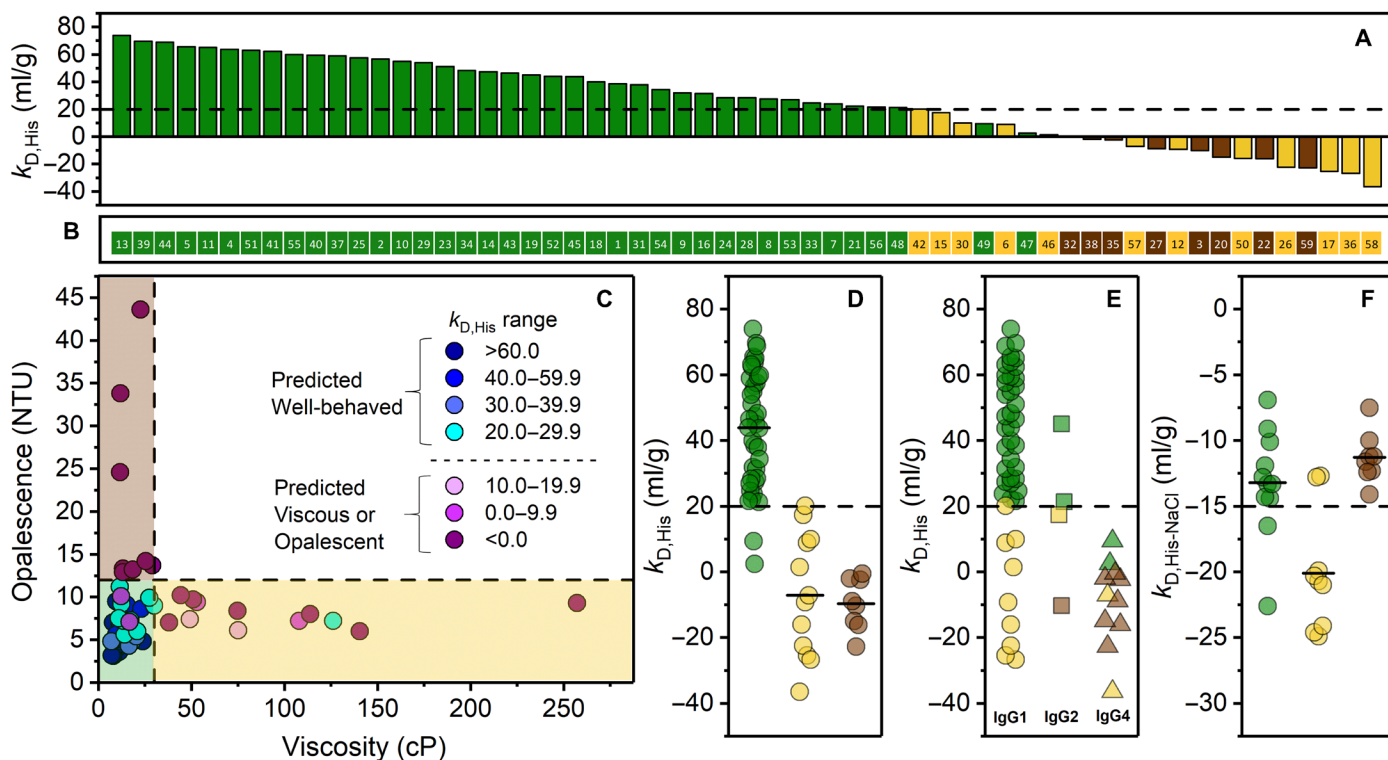 A
80
60
40
20
0
−20
−40
k_D,His (ml/g)
B
13 39 44 5 11 4 51 41 55 40 37 25 2 10 29 23 34 14 43 19 52 45 18 1 31 54 9 16 24 28 8 53 33 7 21 56 48 42 15 30 49 6 47 46 32 38 35 57 27 12 3 20 50 22 26 59 17 36 58
C
45
40
35
30
25
20
15
10
5
0
Opalescence (NTU)
0 50 100 150 200 250
Viscosity (cP)
k_D,His range
Predicted
Well-behaved
>60.0
40.0–59.9
30.0–39.9
20.0–29.9
Predicted
Viscous or
Opalescent
10.0–19.9
0.0–9.9
<0.0
D
80
60
40
20
0
−20
−40
k_D,His (ml/g)
E
80
60
40
20
0
−20
−40
k_D,His (ml/g)
IgG1 IgG2 IgG4
F
0
−5
−10
−15
−20
−25
−30
k_D,His-NaCl (ml/g)